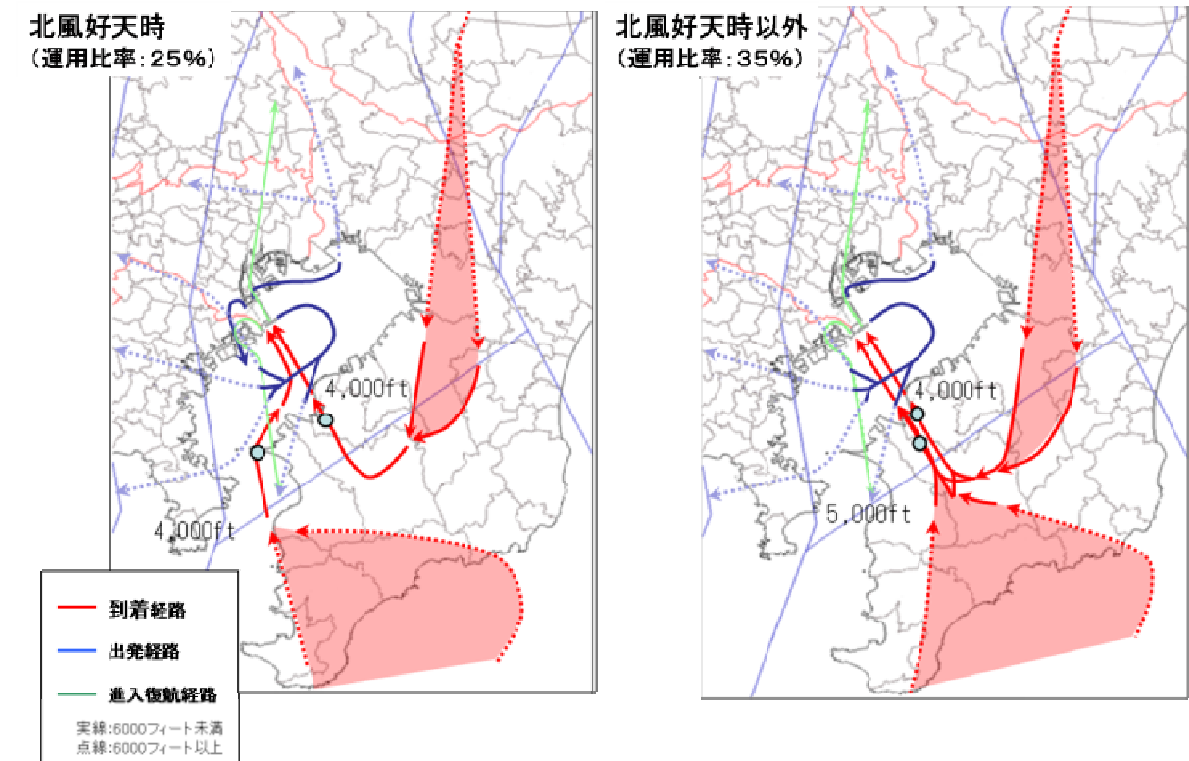 北風好天時
(運用比率:25%)
4,000ft
4,000ft
北風好天時以外
(運用比率:35%)
4,000ft
5,000ft
到着経路
出発経路
進入復航経路
実線:6000フィート未満
点線:6000フィート以上